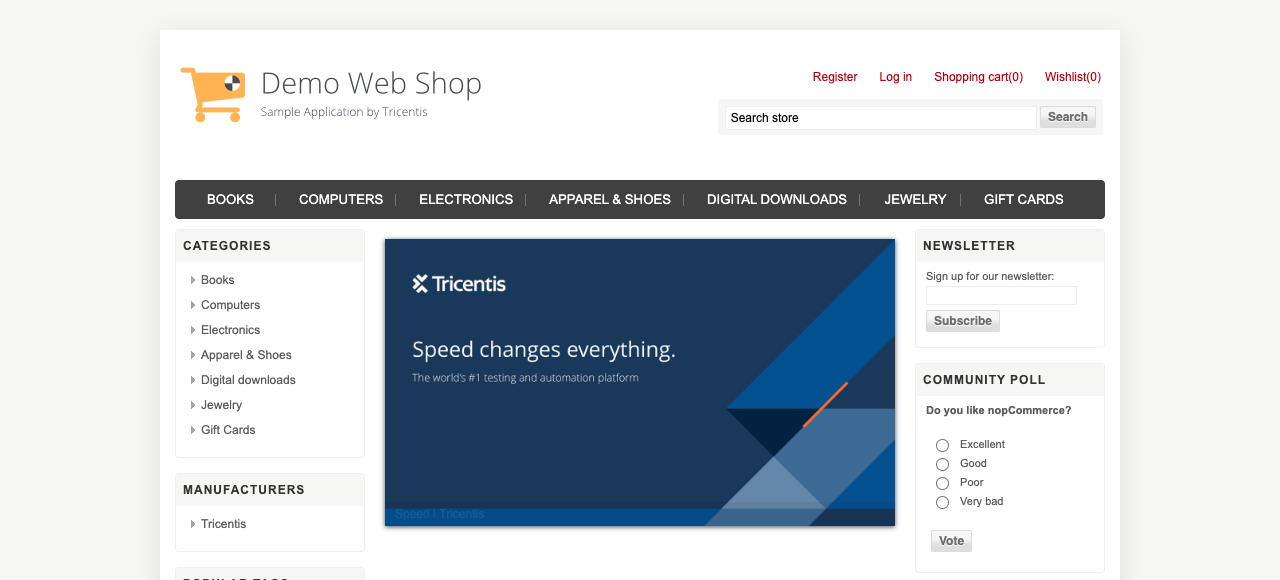 Demo Web Shop
Sample Application by Tricentis
Register Log in Shopping cart(0) Wishlist(0)
Search store Search
BOOKS COMPUTERS ELECTRONICS APPAREL & SHOES DIGITAL DOWNLOADS JEWELRY GIFT CARDS
CATEGORIES
Books
Computers
Electronics
Apparel & Shoes
Digital downloads
Jewelry
Gift Cards
MANUFACTURERS
Tricentis
POPULAR TAGS
Tricentis
Speed changes everything.
The world's #1 testing and automation platform
Speed | Tricentis
NEWSLETTER
Sign up for our newsletter:
Subscribe
COMMUNITY POLL
Do you like nopCommerce?
Excellent
Good
Poor
Very bad
Vote